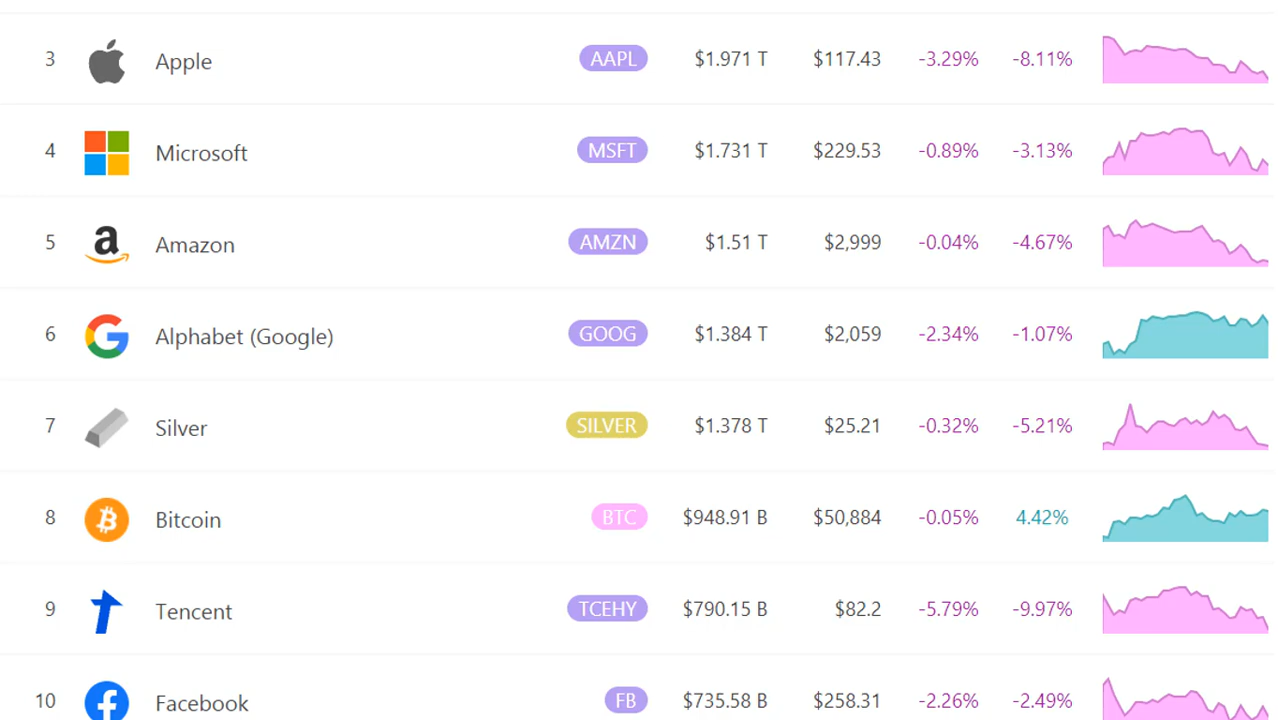 3 Apple AAPL $1.971 T $117.43 -3.29% -8.11%
4 Microsoft MSFT $1.731 T $229.53 -0.89% -3.13%
5 Amazon AMZN $1.51 T $2,999 -0.04% -4.67%
6 Alphabet (Google) GOOG $1.384 T $2,059 -2.34% -1.07%
7 Silver SILVER $1.378 T $25.21 -0.32% -5.21%
8 Bitcoin BTC $948.91 B $50,884 -0.05% 4.42%
9 Tencent TCEHY $790.15 B $82.2 -5.79% -9.97%
10 Facebook FB $735.58 B $258.31 -2.26% -2.49%